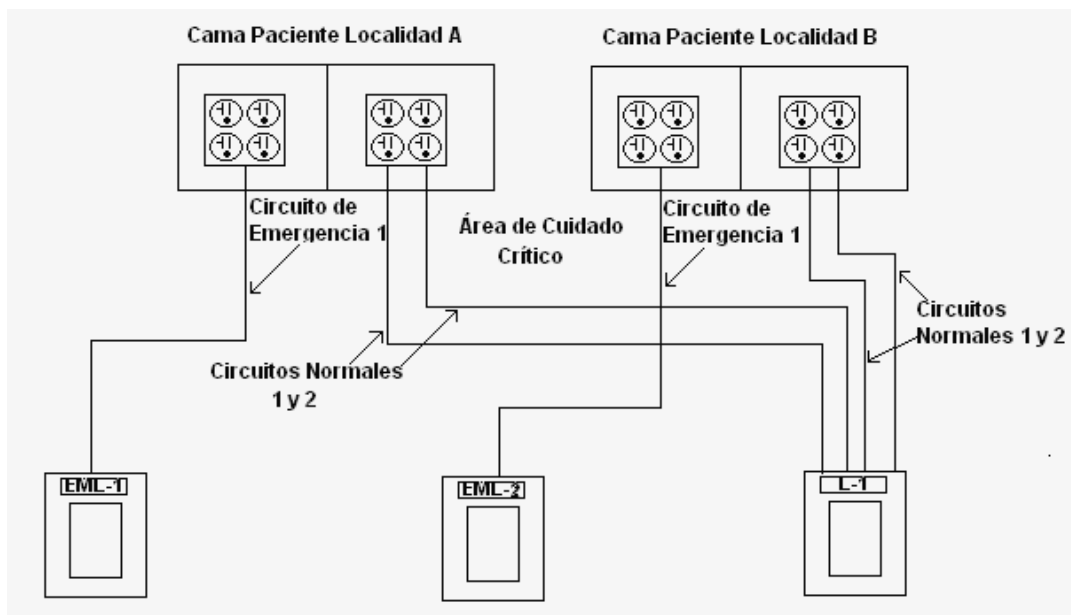 Cama Paciente Localidad A
Cama Paciente Localidad B
Circuito de
Emergencia 1
Área de Cuidado
Crítico
Circuito de
Emergencia 1
Circuitos
Normales 1 y 2
Circuitos Normales
1 y 2
EML-1
EML-2
L-1